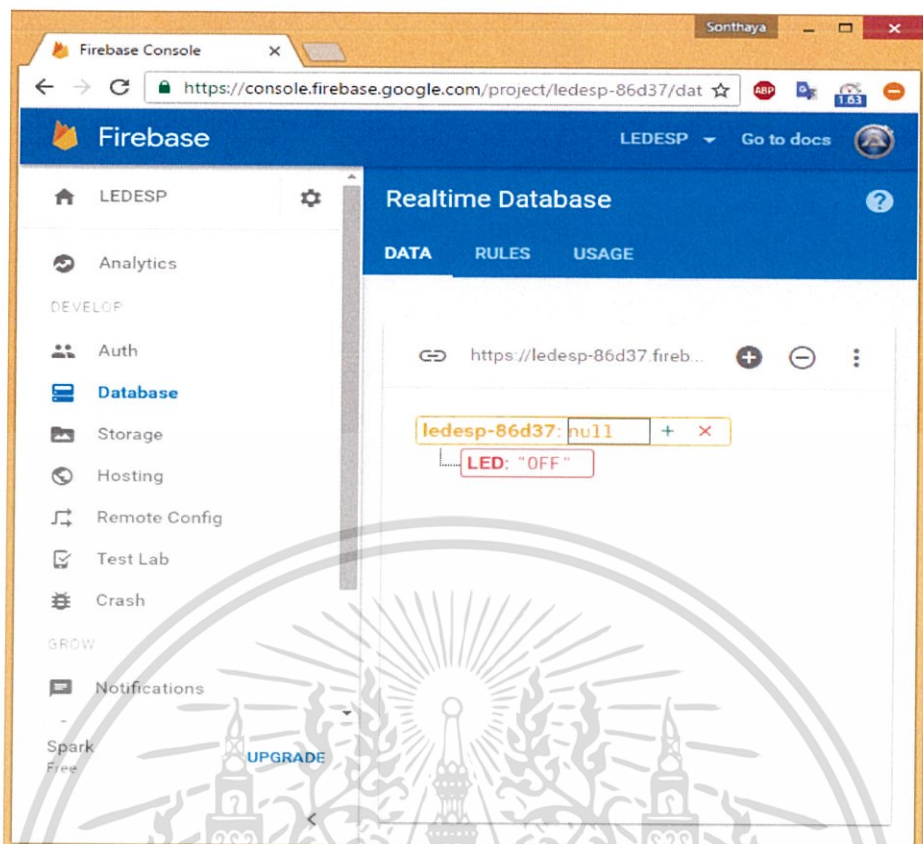 Sonthaya
Firebase Console
https://console.firebase.google.com/project/ledesp-86d37/dat
ABP
1.63
Firebase
LEDESP
Go to docs
LEDESP
Analytics
DEVELOP
Auth
Database
Storage
Hosting
Remote Config
Test Lab
Crash
GROW
Notifications
Spark
Free
UPGRADE
Realtime Database
DATA RULES USAGE
https://ledesp-86d37.fireb...
ledesp-86d37: null
LED: "OFF"